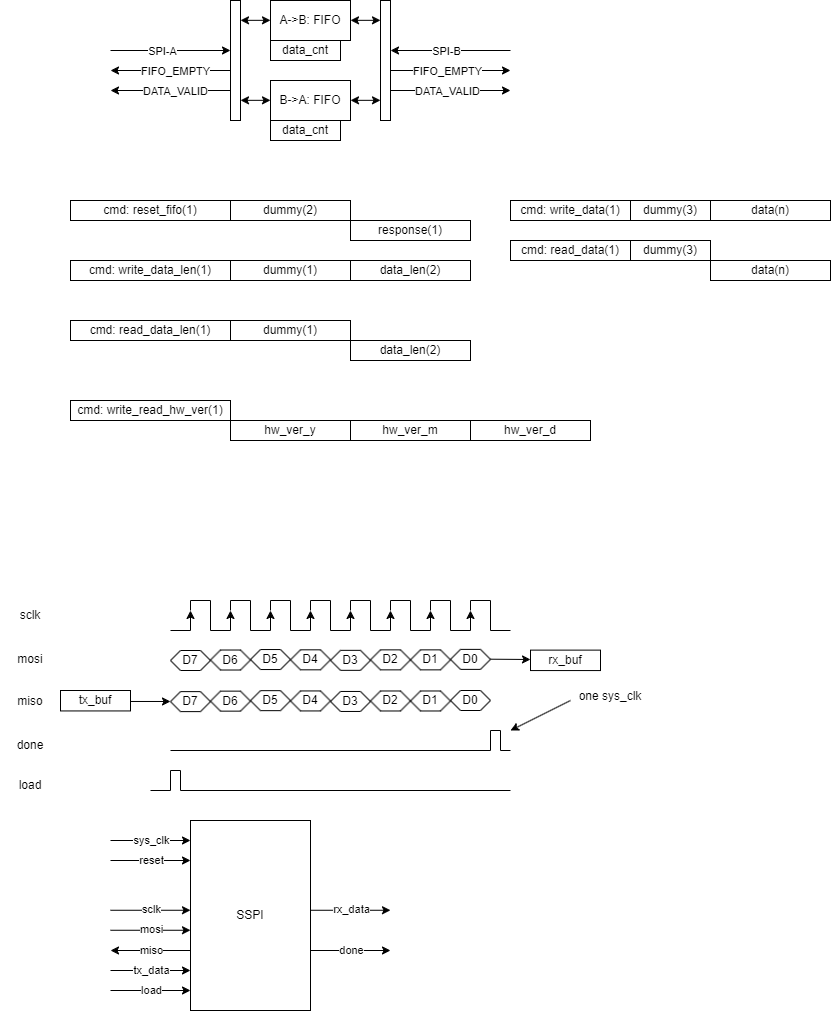 A->B: FIFO
data_cnt
SPI-A
FIFO_EMPTY
DATA_VALID
SPI-B
FIFO_EMPTY
DATA_VALID
B->A: FIFO
data_cnt
cmd: reset_fifo(1) dummy(2)
response(1)
cmd: write_data_len(1) dummy(1) data_len(2)
cmd: read_data_len(1) dummy(1)
data_len(2)
cmd: write_read_hw_ver(1)
hw_ver_y hw_ver_m hw_ver_d
cmd: write_data(1) dummy(3) data(n)
cmd: read_data(1) dummy(3)
data(n)
sclk
mosi D7 D6 D5 D4 D3 D2 D1 D0 rx_buf
miso tx_buf D7 D6 D5 D4 D3 D2 D1 D0
one sys_clk
done
load
sys_clk
reset
sclk
mosi
miso
tx_data
load
SSPI
rx_data
done